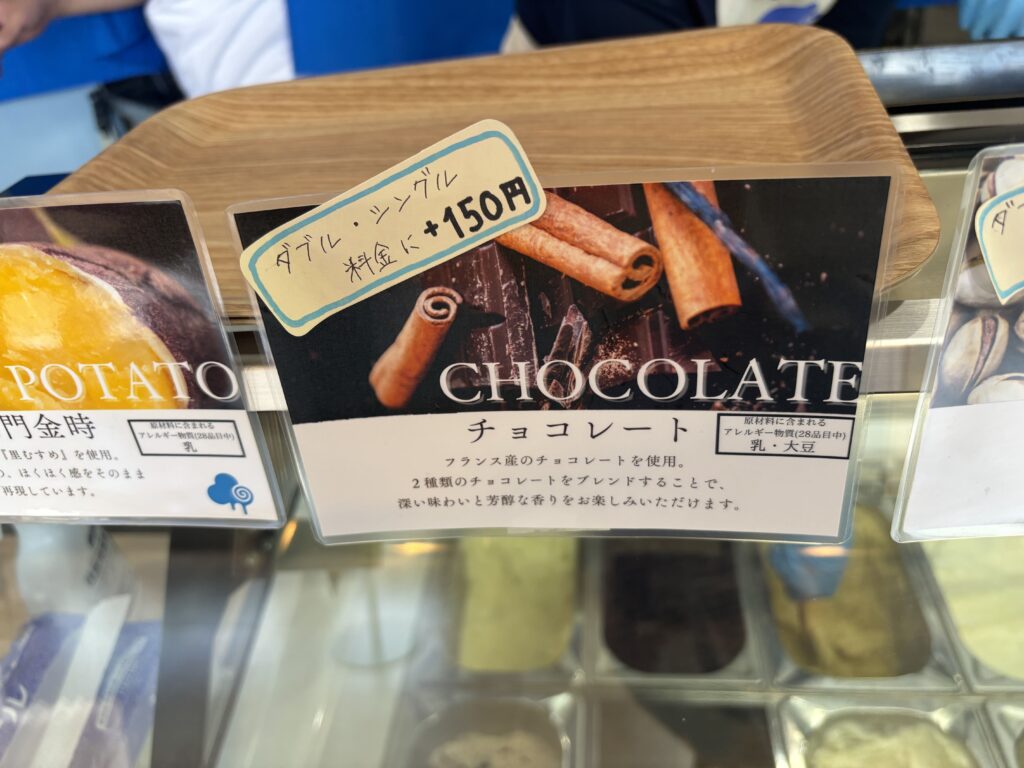 ダブル・シングル
料金に+150円
CHOCOLATE
チョコレート
原材料に含まれる
アレルギー物質(28品目中)
乳・大豆
フランス産のチョコレートを使用。
2種類のチョコレートをブレンドすることで、
深い味わいと芳醇な香りをお楽しみいただけます。
POTATO
門金時
原材料に含まれる
アレルギー物質(28品目中)
乳
『里むすめ』を使用。
の、ほくほく感をそのまま
再現しています。
ダー